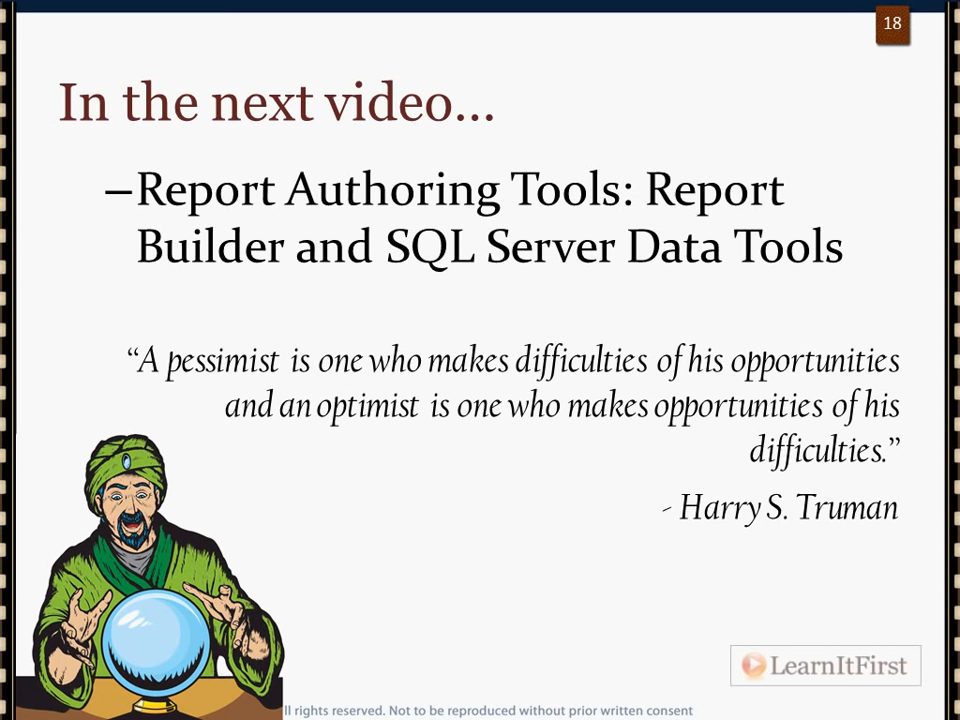 18
In the next video…
–Report Authoring Tools: Report
Builder and SQL Server Data Tools
“A pessimist is one who makes difficulties of his opportunities
and an optimist is one who makes opportunities of his
difficulties.”
- Harry S. Truman
LearnItFirst
ll rights reserved. Not to be reproduced without prior written consent